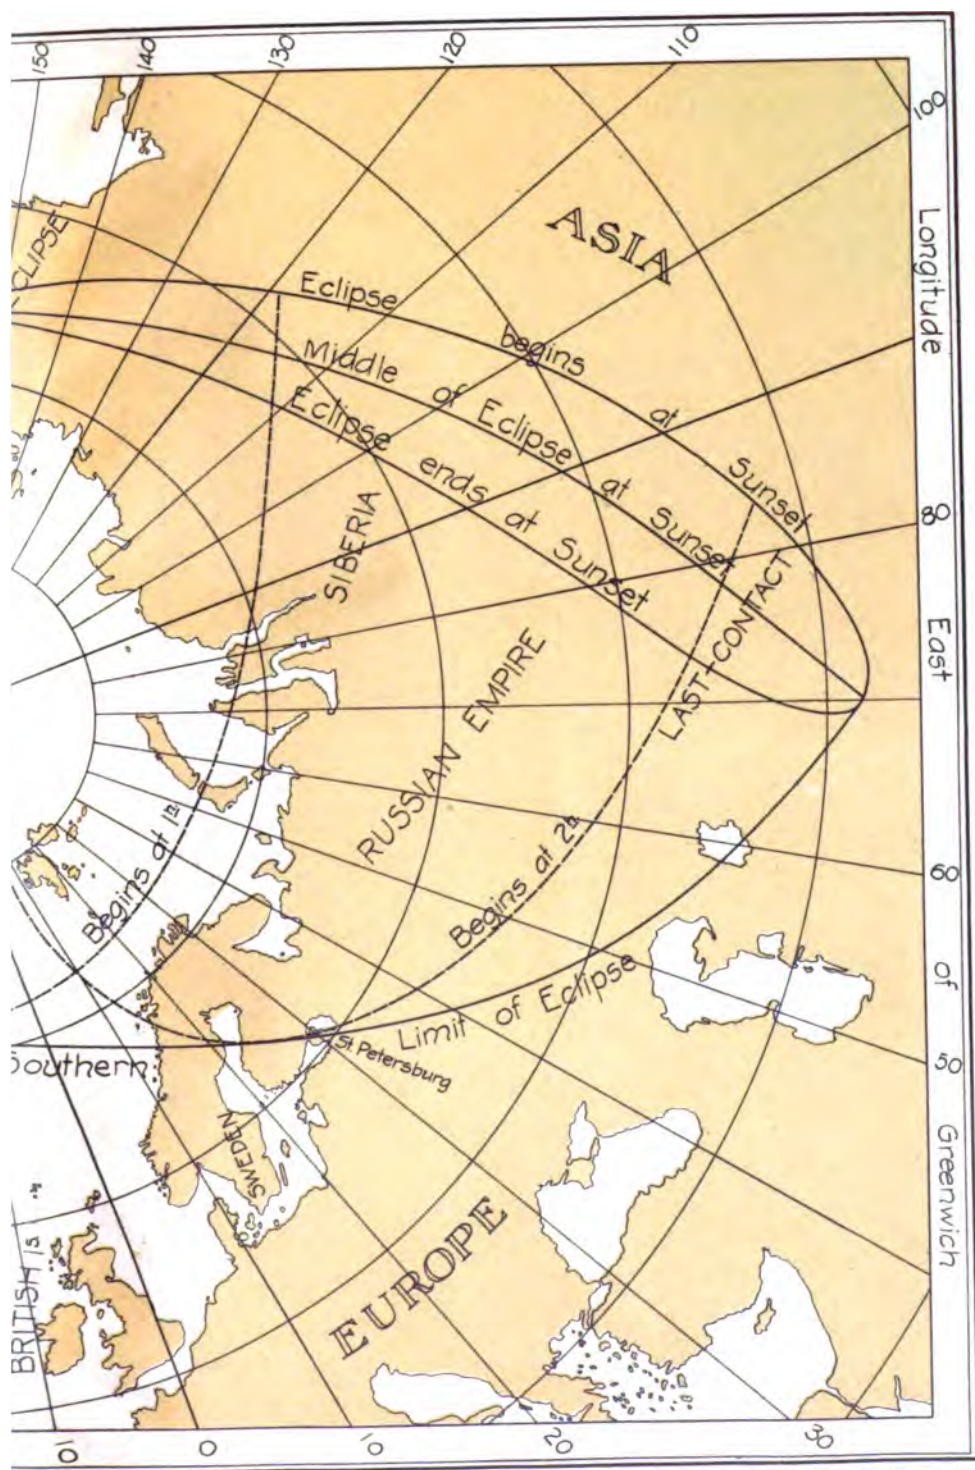 150
140
130
120
110
100
Longitude
80
East
60
of
50
Greenwich
ASIA
ECLIPSE
Eclipse begins at Sunset
Middle of Eclipse at Sunset
Eclipse ends at Sunset
SIBERIA
LAST CONTACT
RUSSIAN EMPIRE
Begins at 1h
Begins at 2h
Southern Limit of Eclipse
St. Petersburg
SWEDEN
EUROPE
BRITISH IS
10
0
10
20
30